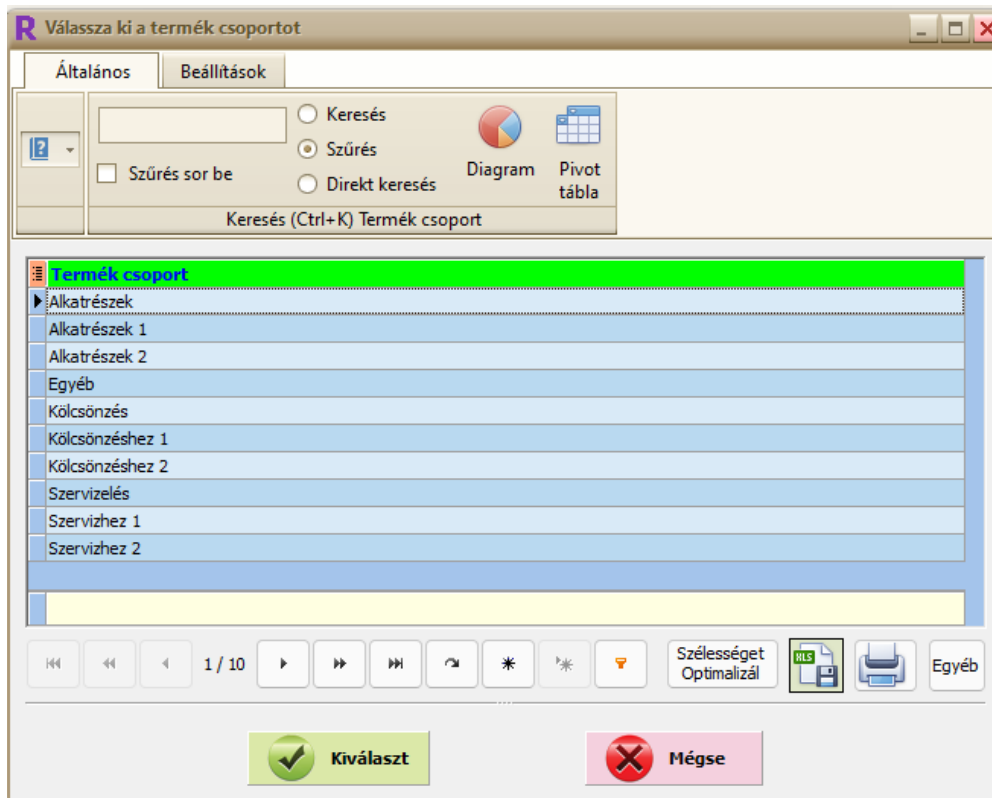 R Válassza ki a termék csoportot
Általános Beállítások
Keresés
Szűrés
Szűrés sor be
Direkt keresés
Diagram
Pivot
tábla
Keresés (Ctrl+K) Termék csoport
Termék csoport
Alkatrészek
Alkatrészek 1
Alkatrészek 2
Egyéb
Kölcsönzés
Kölcsönzéshez 1
Kölcsönzéshez 2
Szervizelés
Szervizhez 1
Szervizhez 2
1 / 10
Szélességet
Optimalizál
XLS
Egyéb
Kiválaszt
Mégse